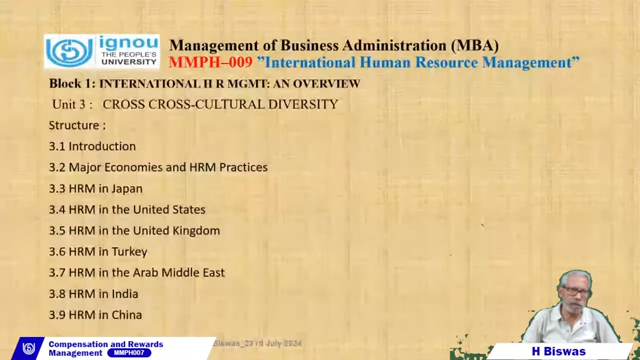 ignou
THE PEOPLE'S
UNIVERSITY
Management of Business Administration (MBA)
MMPH–009 ”International Human Resource Management”
Block 1: INTERNATIONAL H R MGMT: AN OVERVIEW
Unit 3 : CROSS CROSS-CULTURAL DIVERSITY
Structure :
3.1 Introduction
3.2 Major Economies and HRM Practices
3.3 HRM in Japan
3.4 HRM in the United States
3.5 HRM in the United Kingdom
3.6 HRM in Turkey
3.7 HRM in the Arab Middle East
3.8 HRM in India
3.9 HRM in China
Compensation and Rewards
Management MMPH007
Biswas_23rd July 2024
H Biswas